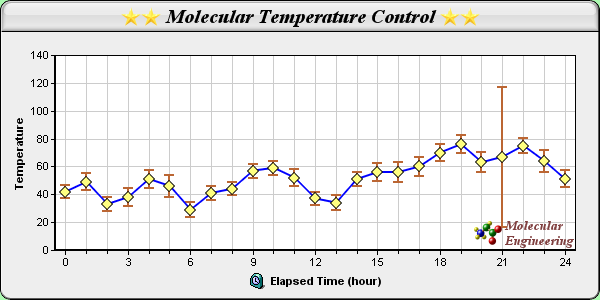 Molecular Temperature Control
140
120
100
80
60
40
20
0
Temperature
0 3 6 9 12 15 18 21 24
Elapsed Time (hour)
Molecular
Engineering